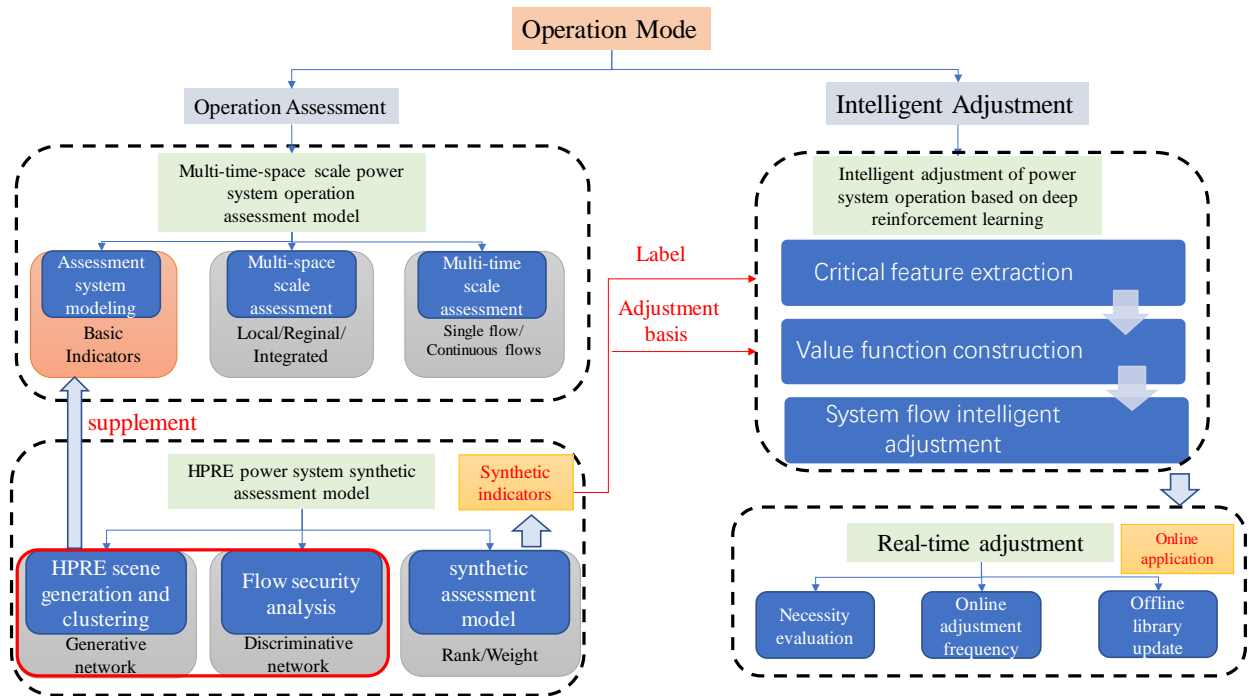 Operation Mode
Operation Assessment
Intelligent Adjustment
Multi-time-space scale power
system operation
assessment model
Assessment
system
modeling
Basic
Indicators
Multi-space
scale
assessment
Local/Reginal/
Integrated
Multi-time
scale
assessment
Single flow/
Continuous flows
supplement
HPRE power system synthetic
assessment model
Synthetic
indicators
HPRE scene
generation and
clustering
Generative
network
Flow security
analysis
Discriminative
network
synthetic
assessment
model
Rank/Weight
Label
Adjustment
basis
Intelligent adjustment of power
system operation based on deep
reinforcement learning
Critical feature extraction
Value function construction
System flow intelligent
adjustment
Real-time adjustment
Online
application
Necessity
evaluation
Online
adjustment
frequency
Offline
library
update